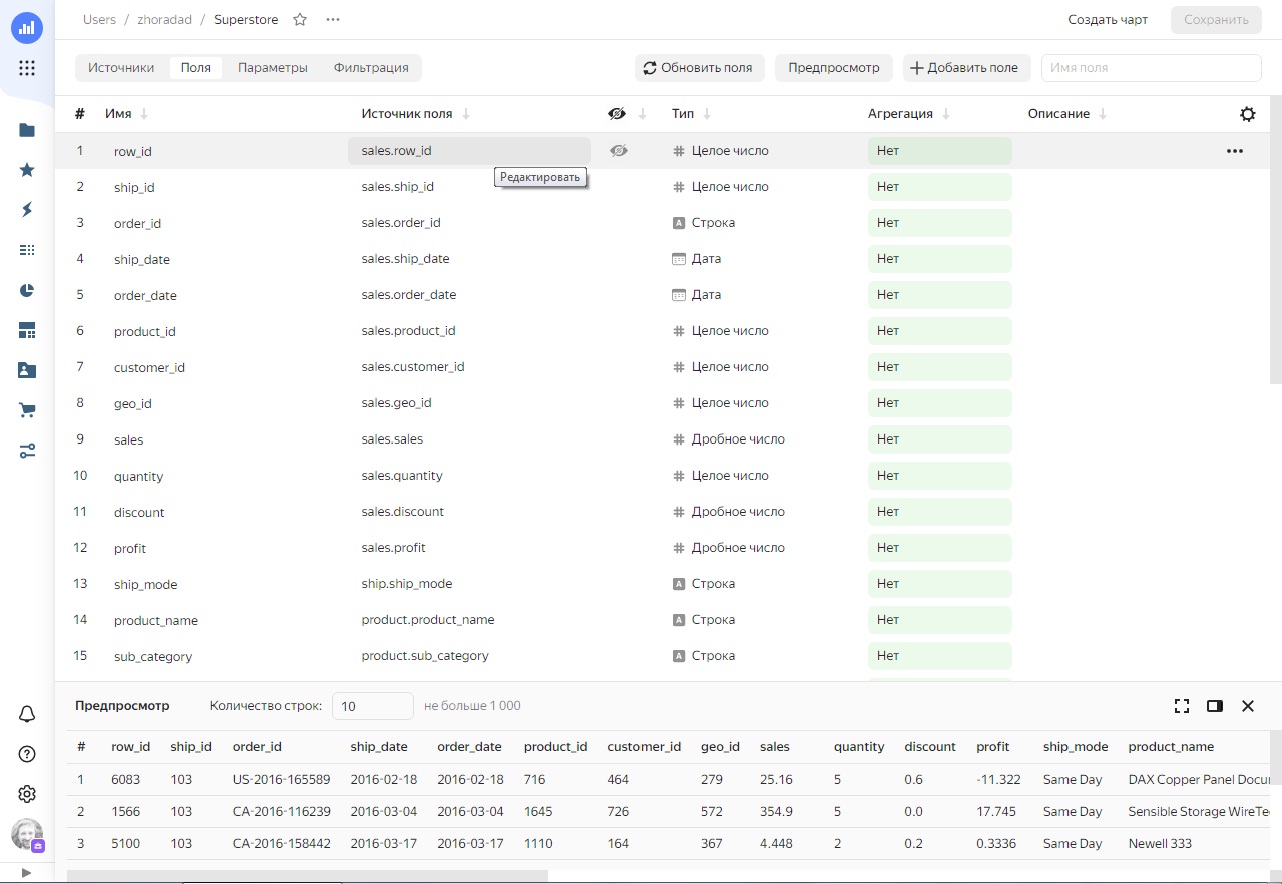 Users / zhoradad / Superstore
Создать чарт Сохранить
Источники Поля Параметры Фильтрация Обновить поля Предпросмотр Добавить поле Имя поля
# Имя Источник поля Тип Агрегация Описание
1 row_id sales.row_id Целое число Нет
Редактировать
2 ship_id sales.ship_id Целое число Нет
3 order_id sales.order_id Строка Нет
4 ship_date sales.ship_date Дата Нет
5 order_date sales.order_date Дата Нет
6 product_id sales.product_id Целое число Нет
7 customer_id sales.customer_id Целое число Нет
8 geo_id sales.geo_id Целое число Нет
9 sales sales.sales Дробное число Нет
10 quantity sales.quantity Целое число Нет
11 discount sales.discount Дробное число Нет
12 profit sales.profit Дробное число Нет
13 ship_mode ship.ship_mode Строка Нет
14 product_name product.product_name Строка Нет
15 sub_category product.sub_category Строка Нет
Предпросмотр Количество строк: 10 не больше 1 000
# row_id ship_id order_id ship_date order_date product_id customer_id geo_id sales quantity discount profit ship_mode product_name
1 6083 103 US-2016-165589 2016-02-18 2016-02-18 716 464 279 25.16 5 0.6 -11.322 Same Day DAX Copper Panel Docu
2 1566 103 CA-2016-116239 2016-03-04 2016-03-04 1645 726 572 354.9 5 0.0 17.745 Same Day Sensible Storage WireTe
3 5100 103 CA-2016-158442 2016-03-17 2016-03-17 1110 164 367 4.448 2 0.2 0.3336 Same Day Newell 333